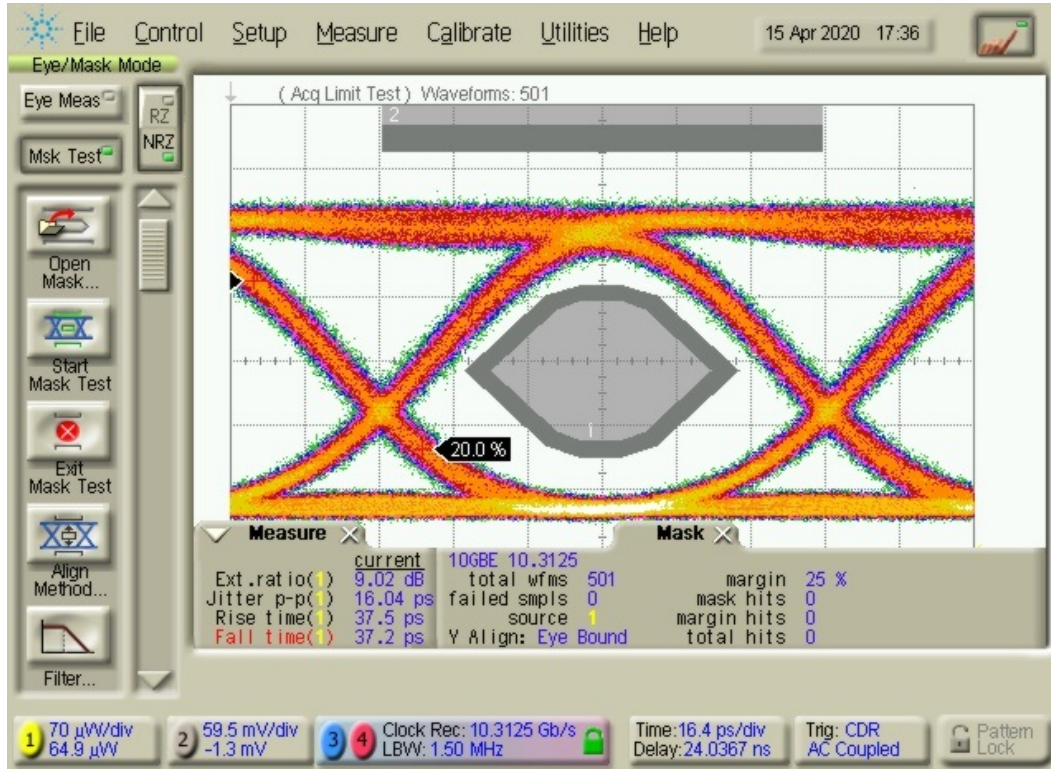 File Control Setup Measure Calibrate Utilities Help 15 Apr 2020 17:36
Eye/Mask Mode
Eye Meas
RZ
NRZ
Msk Test
Open
Mask...
Start
Mask Test
Exit
Mask Test
Align
Method...
Filter...
(Acq Limit Test) Waveforms: 501
2
1
20.0 %
Measure
current
Ext.ratio(1) 9.02 dB
Jitter p-p(1) 16.04 ps
Rise time(1) 37.5 ps
Fall time(1) 37.2 ps
Mask
10GBE 10.3125
total wfms 501 margin 25 %
failed smpls 0 mask hits 0
source 1 margin hits 0
Y Align: Eye Bound total hits 0
1 70 µW/div
64.9 µW
2 59.5 mV/div
-1.3 mV
3 4 Clock Rec: 10.3125 Gb/s
LBW: 1.50 MHz
Time:16.4 ps/div
Delay:24.0367 ns
Trig: CDR
AC Coupled
Pattern
Lock